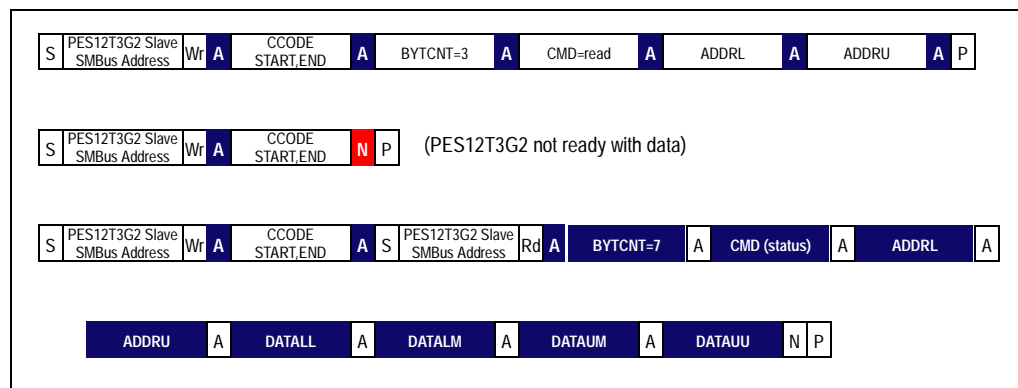 S PES12T3G2 Slave SMBus Address Wr A CCODE START,END A BYTCNT=3 A CMD=read A ADDRL A ADDRU A P
S PES12T3G2 Slave SMBus Address Wr A CCODE START,END N P (PES12T3G2 not ready with data)
S PES12T3G2 Slave SMBus Address Wr A CCODE START,END A S PES12T3G2 Slave SMBus Address Rd A BYTCNT=7 A CMD (status) A ADDRL A
ADDRU A DATALL A DATALM A DATAUM A DATAUU N P